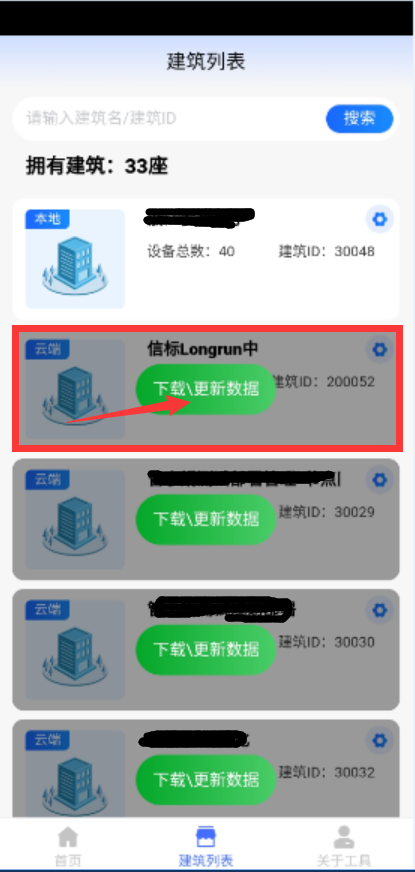 建筑列表
请输入建筑名/建筑ID
搜索
拥有建筑：33座
本地
设备总数：40
建筑ID：30048
云端
信标Longrun中
下载\更新数据
建筑ID：200052
云端
下载\更新数据
建筑ID：30029
云端
下载\更新数据
建筑ID：30030
云端
下载\更新数据
建筑ID：30032
首页
建筑列表
关于工具